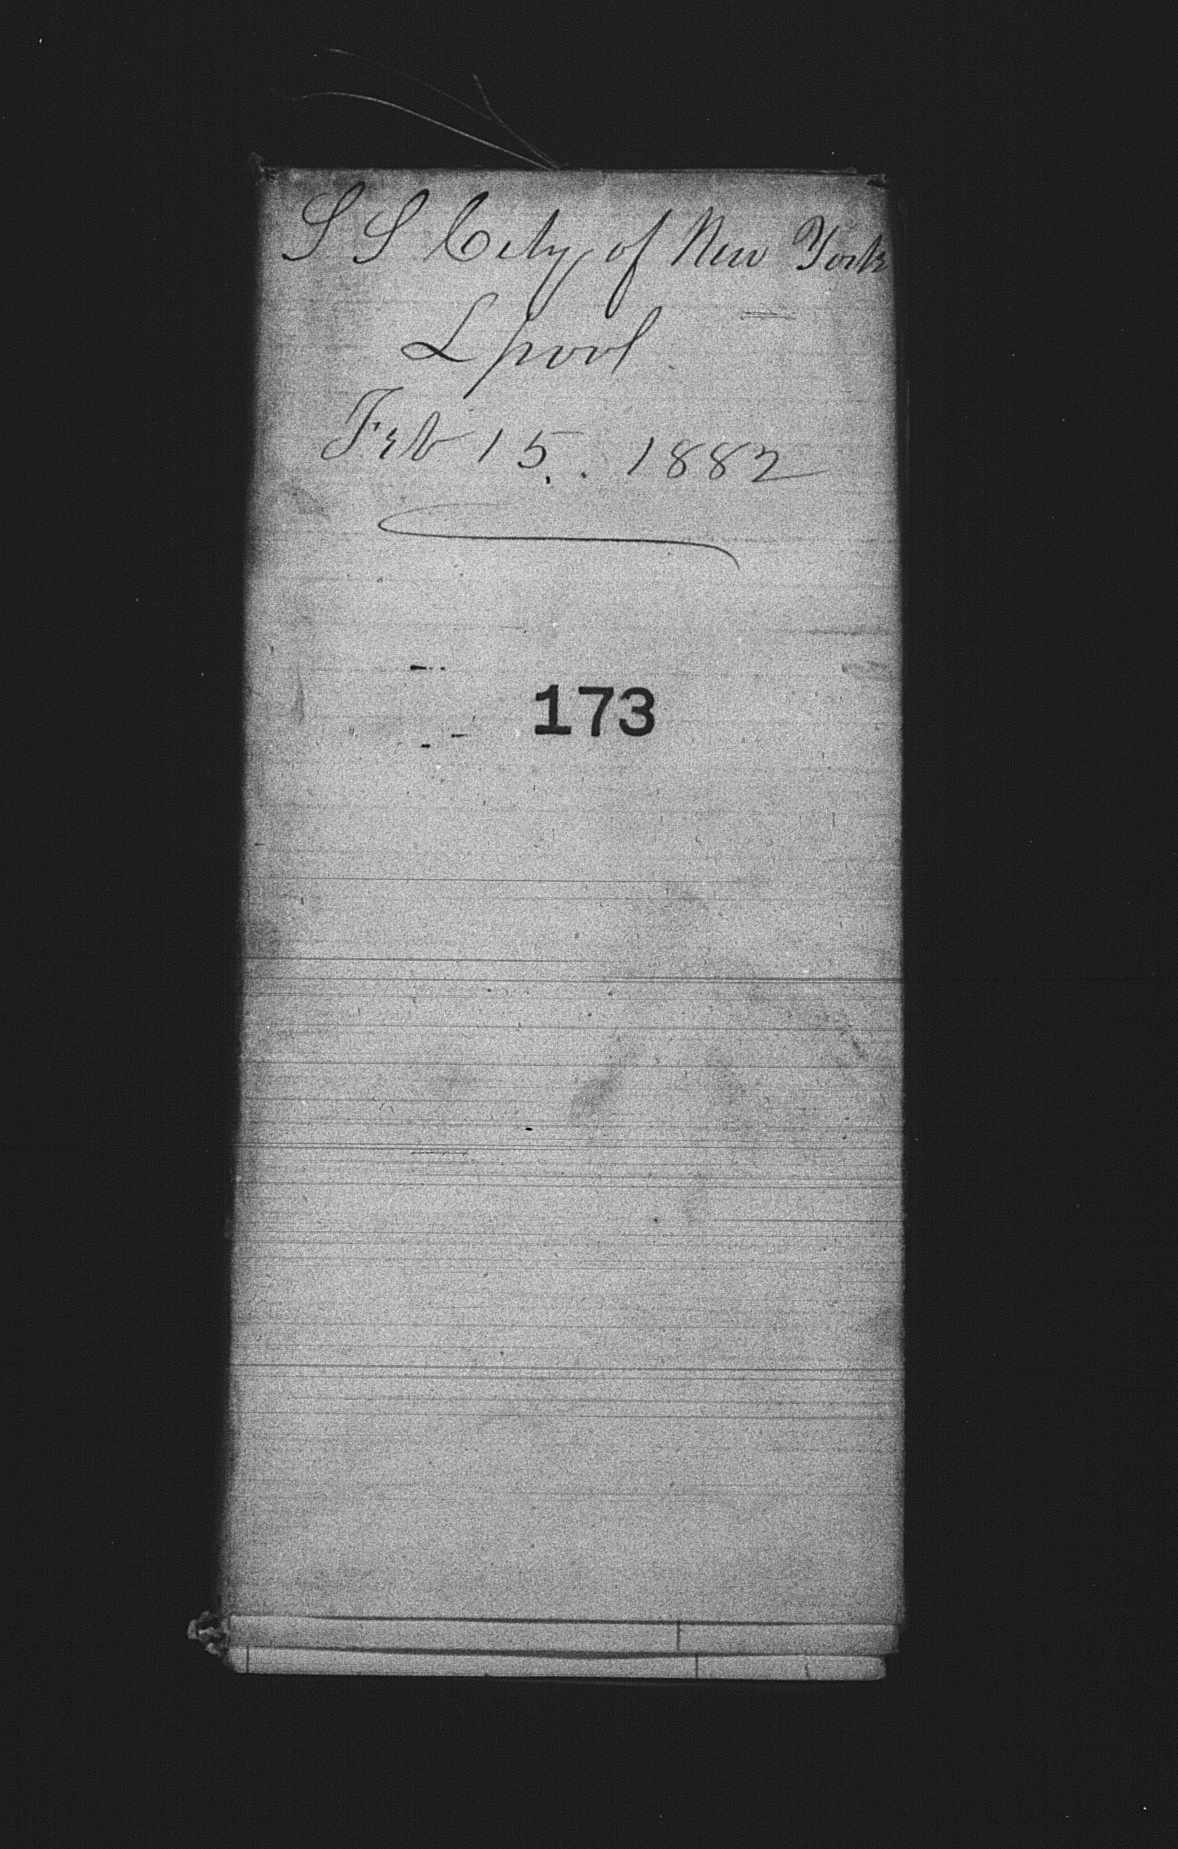 S S City of New York
Lpool
Feb 15. 1882
173